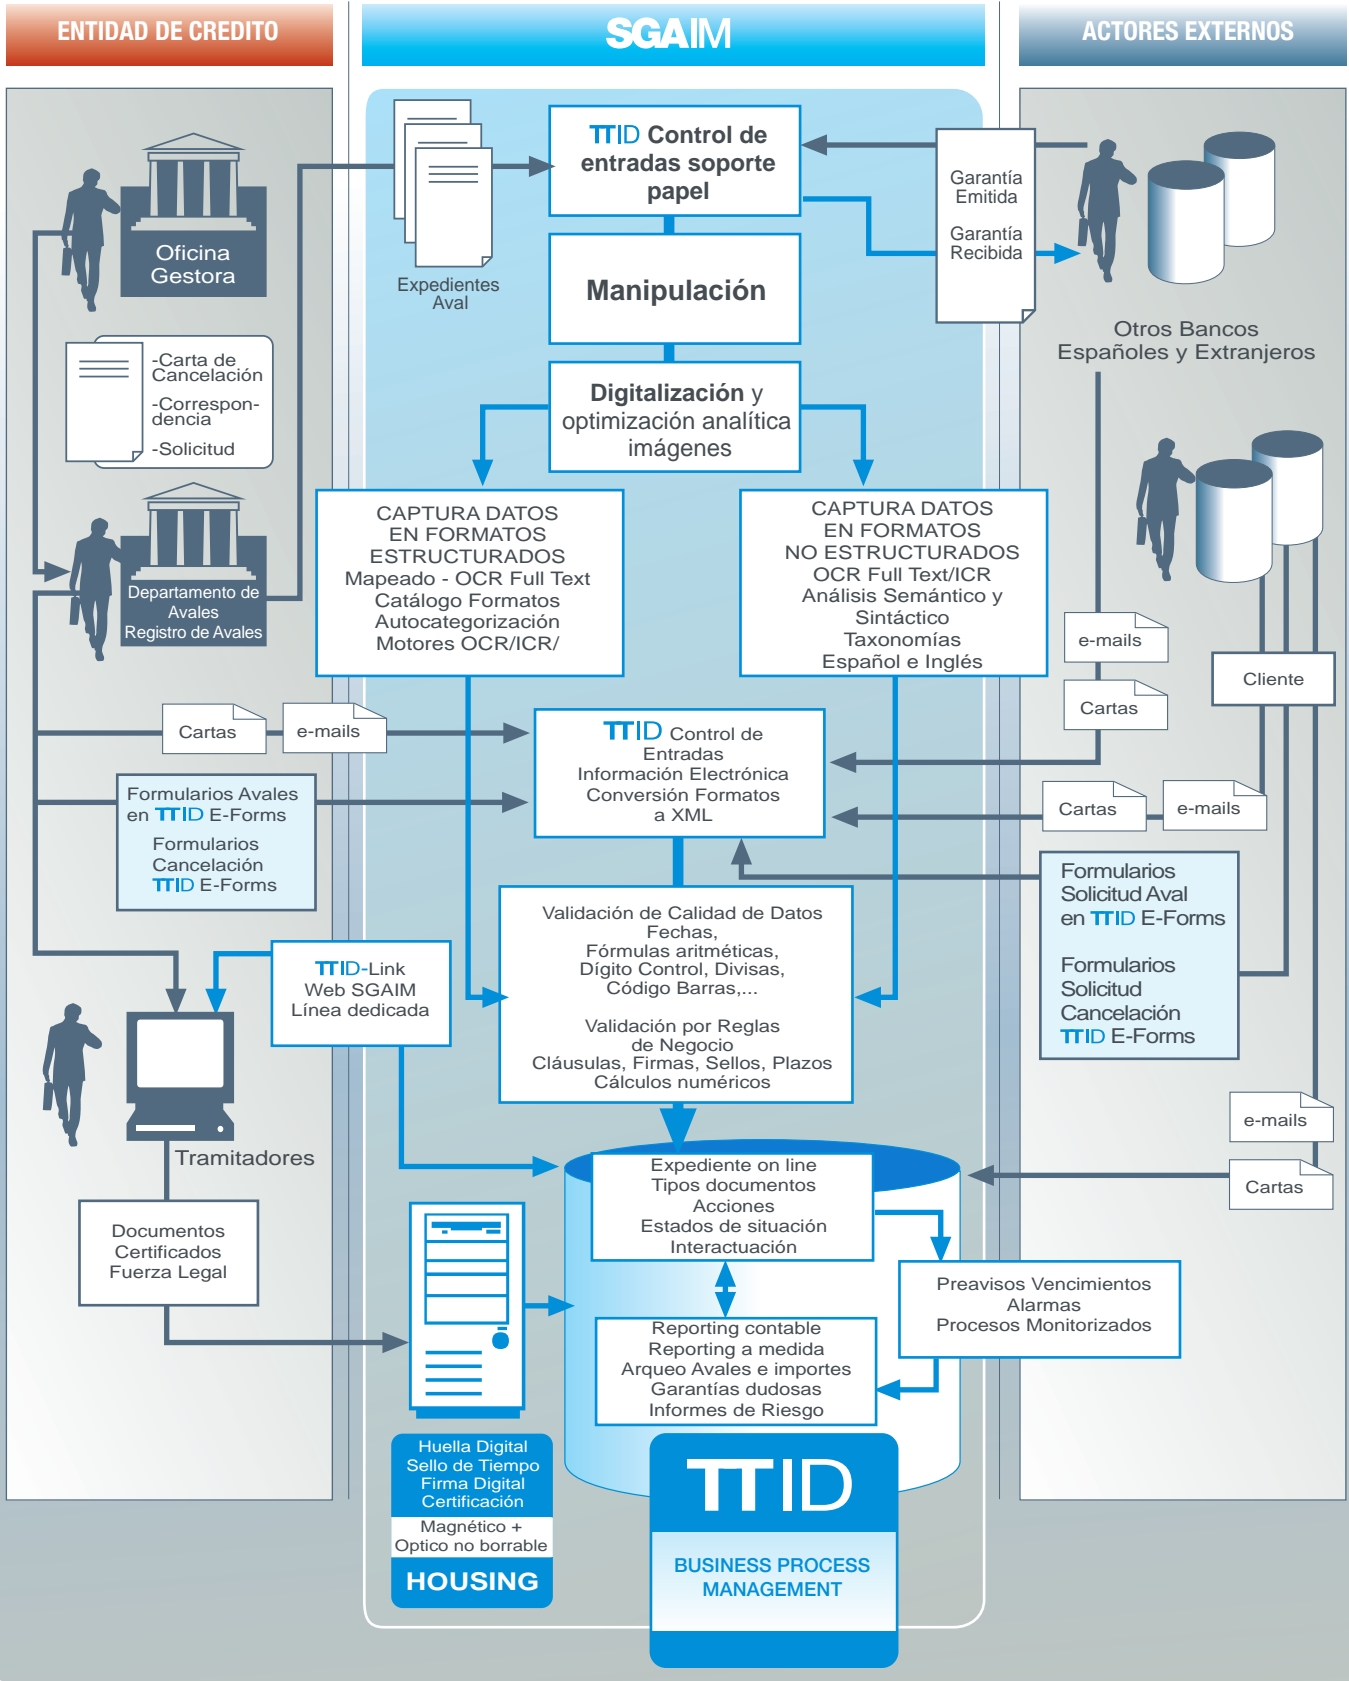 ENTIDAD DE CREDITO
SGAIM
ACTORES EXTERNOS
Oficina
Gestora
-Carta de
Cancelación
-Correspon-
dencia
-Solicitud
Departamento de
Avales
Registro de Avales
Expedientes
Aval
TTID Control de
entradas soporte
papel
Manipulación
Digitalización y
optimización analítica
imágenes
Garantía
Emitida
Garantía
Recibida
Otros Bancos
Españoles y Extranjeros
CAPTURA DATOS
EN FORMATOS
ESTRUCTURADOS
Mapeado - OCR Full Text
Catálogo Formatos
Autocategorización
Motores OCR/ICR/
CAPTURA DATOS
EN FORMATOS
NO ESTRUCTURADOS
OCR Full Text/ICR
Análisis Semántico y
Sintáctico
Taxonomías
Español e Inglés
e-mails
Cartas
Cliente
Cartas
e-mails
TTID Control de
Entradas
Información Electrónica
Conversión Formatos
a XML
Cartas
e-mails
Formularios Avales
en TTID E-Forms
Formularios
Cancelación
TTID E-Forms
Formularios
Solicitud Aval
en TTID E-Forms
Formularios
Solicitud
Cancelación
TTID E-Forms
Validación de Calidad de Datos
Fechas,
Fórmulas aritméticas,
Dígito Control, Divisas,
Código Barras,...
Validación por Reglas
de Negocio
Cláusulas, Firmas, Sellos, Plazos
Cálculos numéricos
TTID-Link
Web SGAIM
Línea dedicada
Tramitadores
e-mails
Cartas
Documentos
Certificados
Fuerza Legal
Expediente on line
Tipos documentos
Acciones
Estados de situación
Interactuación
Preavisos Vencimientos
Alarmas
Procesos Monitorizados
Reporting contable
Reporting a medida
Arqueo Avales e importes
Garantías dudosas
Informes de Riesgo
Huella Digital
Sello de Tiempo
Firma Digital
Certificación
Magnético +
Optico no borrable
HOUSING
TTID
BUSINESS PROCESS
MANAGEMENT